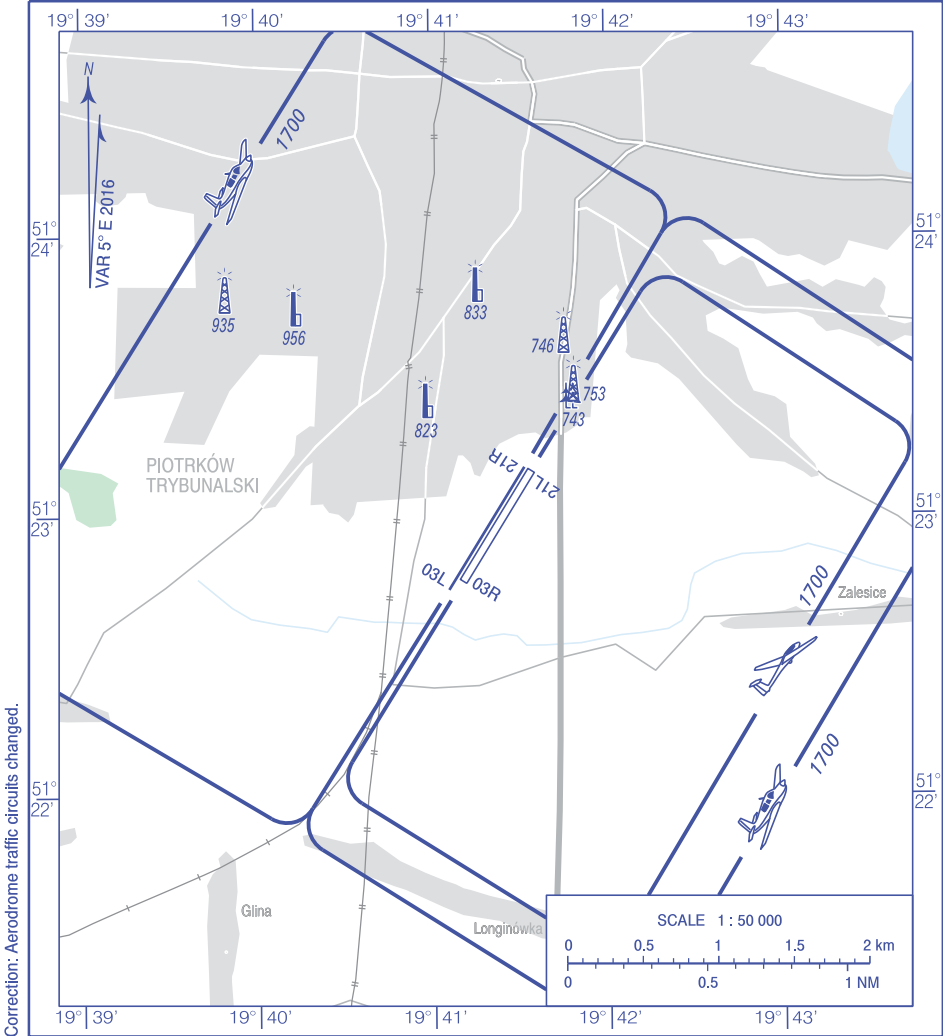 19° 39' 19° 40' 19° 41' 19° 42' 19° 43'
N
VAR 5° E 2016
1700
51°
24'
51°
24'
935
956
833
746
753
743
823
PIOTRKÓW
TRYBUNALSKI
21R
21L
51°
23'
51°
23'
03L
03R
1700
Zalesice
1700
51°
22'
51°
22'
Glina
Longinówka
SCALE 1 : 50 000
0 0.5 1 1.5 2 km
0 0.5 1 NM
19° 39' 19° 40' 19° 41' 19° 42' 19° 43'
Correction: Aerodrome traffic circuits changed.